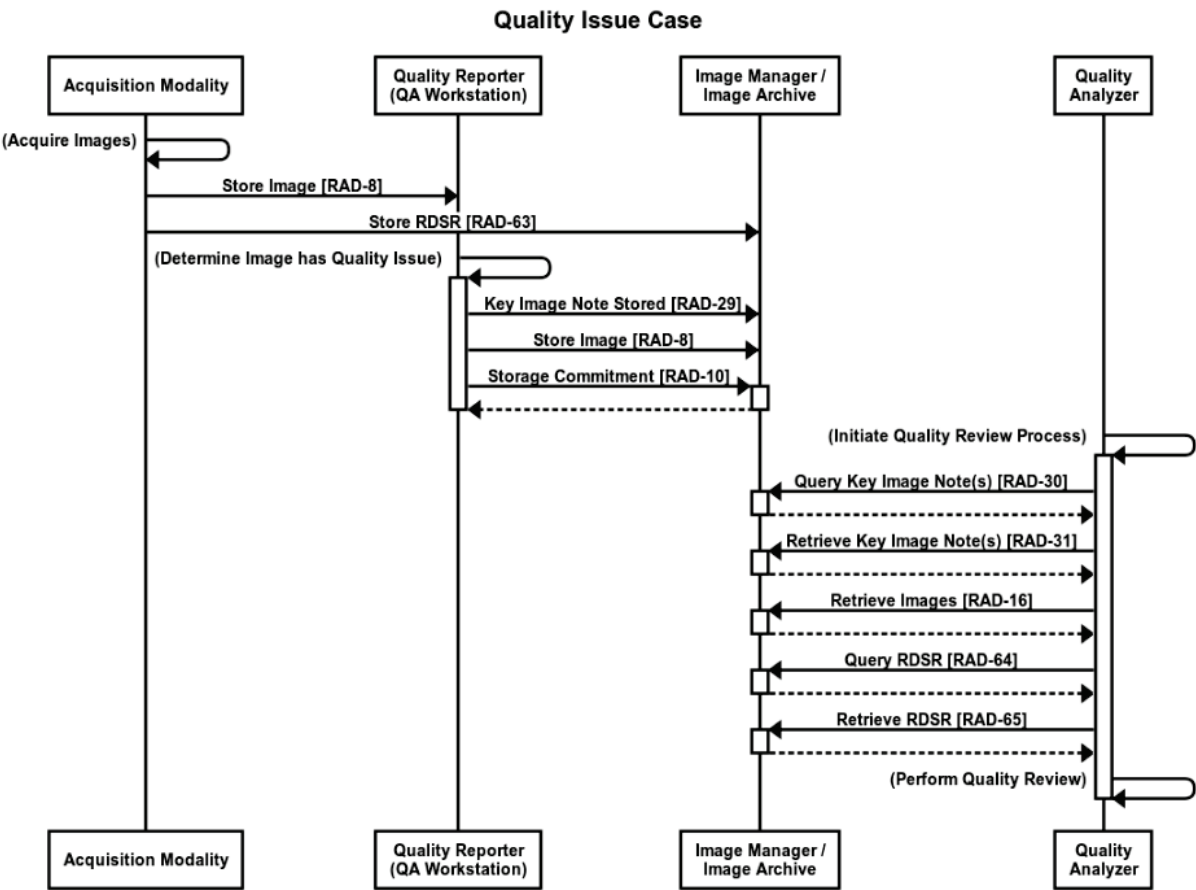 Quality Issue Case
Acquisition Modality
Quality Reporter
(QA Workstation)
Image Manager /
Image Archive
Quality
Analyzer
(Acquire Images)
Store Image [RAD-8]
Store RDSR [RAD-63]
(Determine Image has Quality Issue)
Key Image Note Stored [RAD-29]
Store Image [RAD-8]
Storage Commitment [RAD-10]
(Initiate Quality Review Process)
Query Key Image Note(s) [RAD-30]
Retrieve Key Image Note(s) [RAD-31]
Retrieve Images [RAD-16]
Query RDSR [RAD-64]
Retrieve RDSR [RAD-65]
(Perform Quality Review)
Acquisition Modality
Quality Reporter
(QA Workstation)
Image Manager /
Image Archive
Quality
Analyzer